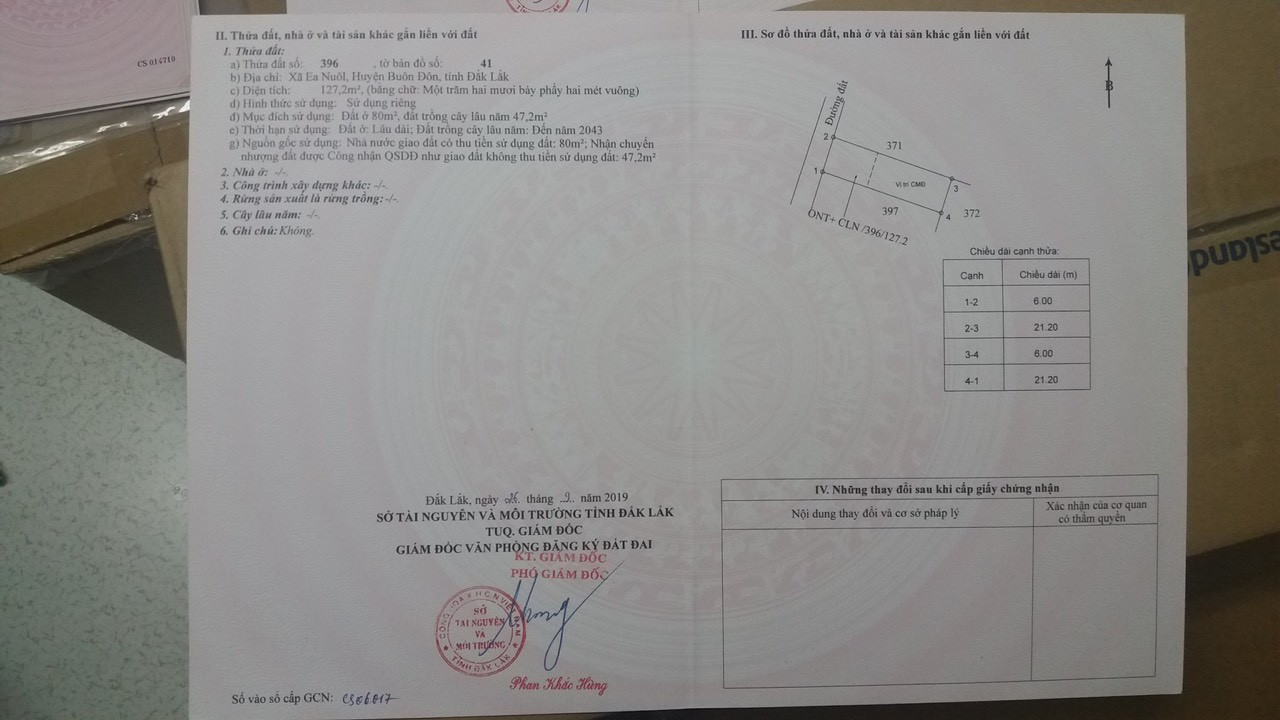 CS 014710
II. Thửa đất, nhà ở và tài sản khác gắn liền với đất
1. Thửa đất:
a) Thửa đất số: 396 , tờ bản đồ số: 41
b) Địa chỉ: Xã Ea Nuôl, Huyện Buôn Đôn, tỉnh Đắk Lắk
c) Diện tích: 127,2m², (bằng chữ: Một trăm hai mươi bảy phẩy hai mét vuông)
d) Hình thức sử dụng: Sử dụng riêng
đ) Mục đích sử dụng: Đất ở 80m², đất trồng cây lâu năm 47,2m²
e) Thời hạn sử dụng: Đất ở: Lâu dài; Đất trồng cây lâu năm: Đến năm 2043
g) Nguồn gốc sử dụng: Nhà nước giao đất có thu tiền sử dụng đất: 80m²; Nhận chuyển
nhượng đất được Công nhận QSDĐ như giao đất không thu tiền sử dụng đất: 47,2m²
2. Nhà ở: -/-.
3. Công trình xây dựng khác: -/-.
4. Rừng sản xuất là rừng trồng: -/-.
5. Cây lâu năm: -/-.
6. Ghi chú: Không.
Đắk Lắk, ngày 26 tháng 9 năm 2019
SỞ TÀI NGUYÊN VÀ MÔI TRƯỜNG TỈNH ĐẮK LẮK
TUQ. GIÁM ĐỐC
GIÁM ĐỐC VĂN PHÒNG ĐĂNG KÝ ĐẤT ĐAI
KT. GIÁM ĐỐC
PHÓ GIÁM ĐỐC
CỘNG HÒA X.H.C.N VIỆT NAM
SỞ
TÀI NGUYÊN
VÀ
MÔI TRƯỜNG
TỈNH ĐẮK LẮK
Phan Khắc Hùng
Số vào sổ cấp GCN: CS06017
III. Sơ đồ thửa đất, nhà ở và tài sản khác gắn liền với đất
B
Đường đất
2
371
1
Vị trí CMĐ
3
397
4
372
ONT+ CLN /396/127.2
Chiều dài cạnh thửa:
Cạnh Chiều dài (m)
1-2 6.00
2-3 21.20
3-4 6.00
4-1 21.20
IV. Những thay đổi sau khi cấp giấy chứng nhận
Nội dung thay đổi và cơ sở pháp lý
Xác nhận của cơ quan
có thẩm quyền